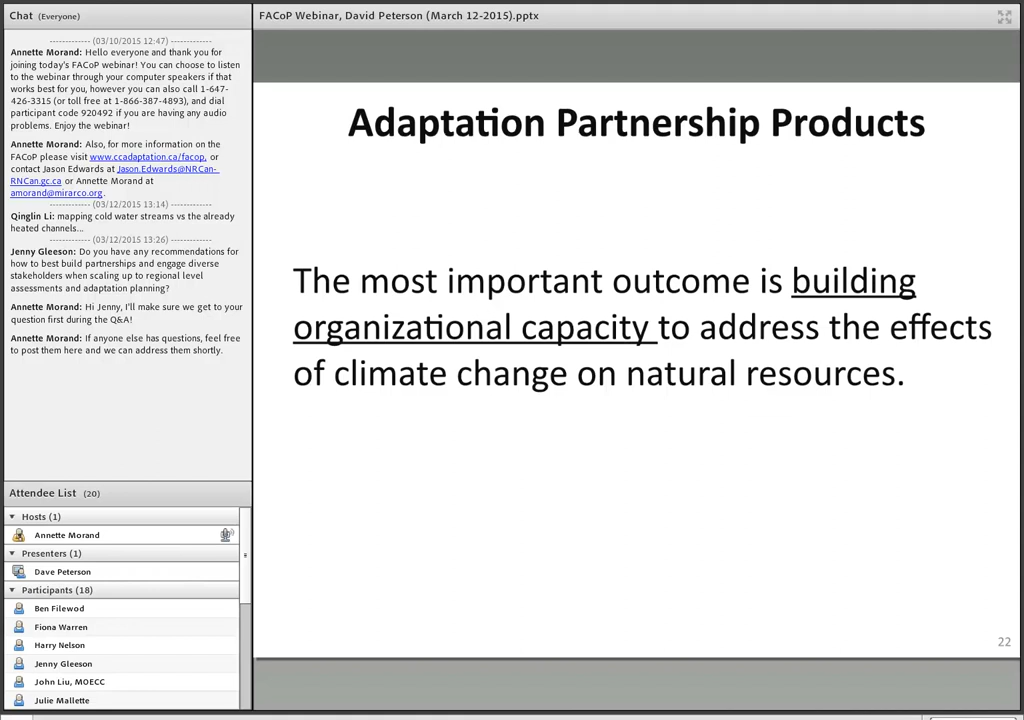 Chat (Everyone)
------------- (03/10/2015 12:47) -------------
Annette Morand: Hello everyone and thank you for
joining today's FACoP webinar! You can choose to listen
to the webinar through your computer speakers if that
works best for you, however you can also call 1-647-
426-3315 (or toll free at 1-866-387-4893), and dial
participant code 920492 if you are having any audio
problems. Enjoy the webinar!
Annette Morand: Also, for more information on the
FACoP please visit www.ccadaptation.ca/facop, or
contact Jason Edwards at Jason.Edwards@NRCan-
RNCan.gc.ca or Annette Morand at
amorand@mirarco.org.
------------- (03/12/2015 13:14) -------------
Qinglin Li: mapping cold water streams vs the already
heated channels...
------------- (03/12/2015 13:26) -------------
Jenny Gleeson: Do you have any recommendations for
how to best build partnerships and engage diverse
stakeholders when scaling up to regional level
assessments and adaptation planning?
Annette Morand: Hi Jenny, I'll make sure we get to your
question first during the Q&A!
Annette Morand: If anyone else has questions, feel free
to post them here and we can address them shortly.
Attendee List (20)
Hosts (1)
Annette Morand
Presenters (1)
Dave Peterson
Participants (18)
Ben Filewod
Fiona Warren
Harry Nelson
Jenny Gleeson
John Liu, MOECC
Julie Mallette
FACoP Webinar, David Peterson (March 12-2015).pptx
Adaptation Partnership Products
The most important outcome is building
organizational capacity to address the effects
of climate change on natural resources.
22